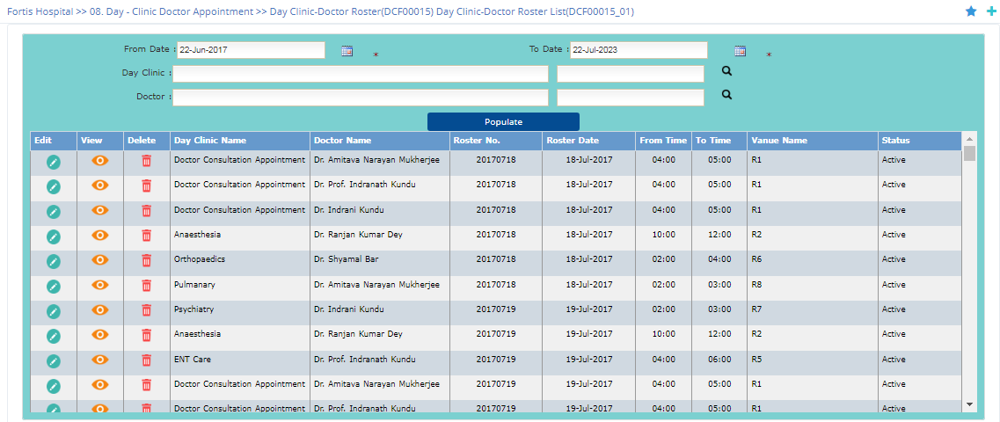 Fortis Hospital >> 08. Day - Clinic Doctor Appointment >> Day Clinic-Doctor Roster(DCF00015) Day Clinic-Doctor Roster List(DCF00015_01)
From Date : 22-Jun-2017 * To Date : 22-Jul-2023 *
Day Clinic :
Doctor :
Populate
Edit View Delete Day Clinic Name Doctor Name Roster No. Roster Date From Time To Time Vanue Name Status
Doctor Consultation Appointment Dr. Amitava Narayan Mukherjee 20170718 18-Jul-2017 04:00 05:00 R1 Active
Doctor Consultation Appointment Dr. Prof. Indranath Kundu 20170718 18-Jul-2017 04:00 05:00 R1 Active
Doctor Consultation Appointment Dr. Indrani Kundu 20170718 18-Jul-2017 04:00 05:00 R1 Active
Anaesthesia Dr. Ranjan Kumar Dey 20170718 18-Jul-2017 10:00 12:00 R2 Active
Orthopaedics Dr. Shyamal Bar 20170718 18-Jul-2017 02:00 04:00 R6 Active
Pulmanary Dr. Amitava Narayan Mukherjee 20170718 18-Jul-2017 02:00 03:00 R8 Active
Psychiatry Dr. Indrani Kundu 20170719 19-Jul-2017 02:00 03:00 R7 Active
Anaesthesia Dr. Ranjan Kumar Dey 20170719 19-Jul-2017 10:00 12:00 R2 Active
ENT Care Dr. Prof. Indranath Kundu 20170719 19-Jul-2017 04:00 06:00 R5 Active
Doctor Consultation Appointment Dr. Amitava Narayan Mukherjee 20170719 19-Jul-2017 04:00 05:00 R1 Active
Doctor Consultation Appointment Dr. Prof. Indranath Kundu 20170719 19-Jul-2017 04:00 05:00 R1 Active